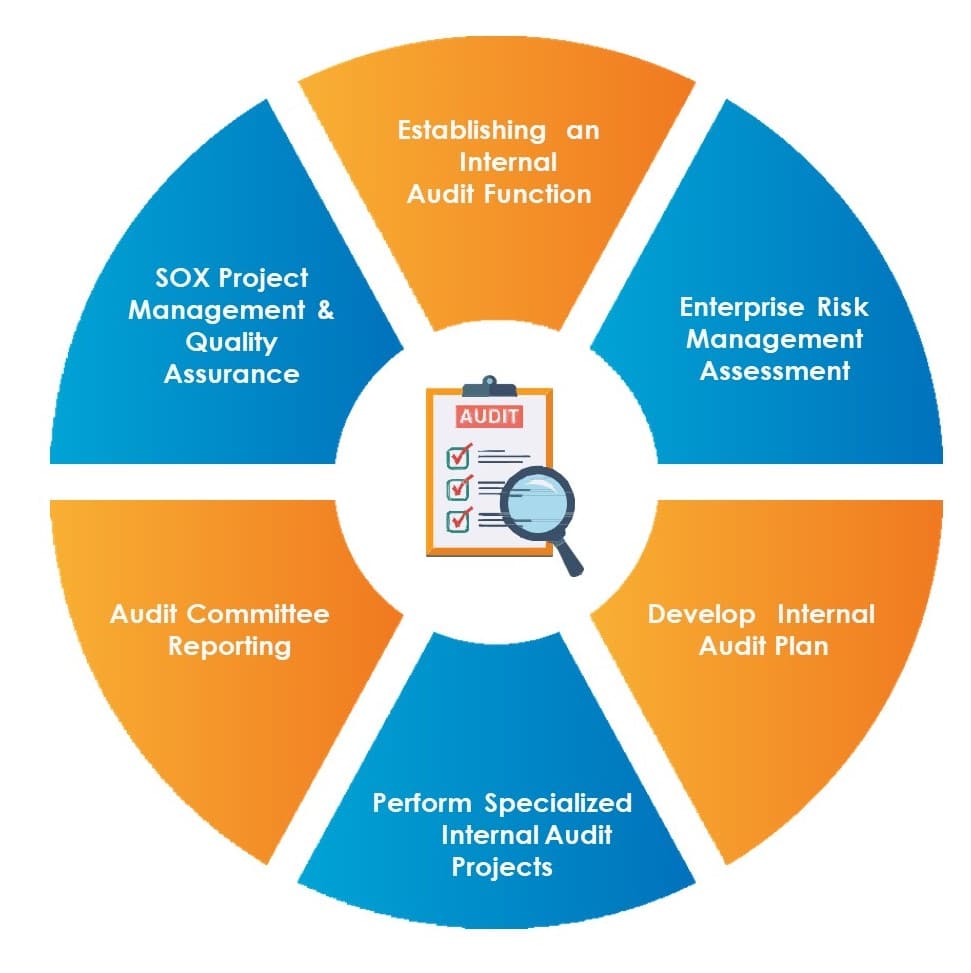 Establishing an
Internal
Audit Function
Enterprise Risk
Management
Assessment
Develop Internal
Audit Plan
Perform Specialized
Internal Audit
Projects
Audit Committee
Reporting
SOX Project
Management &
Quality
Assurance
AUDIT